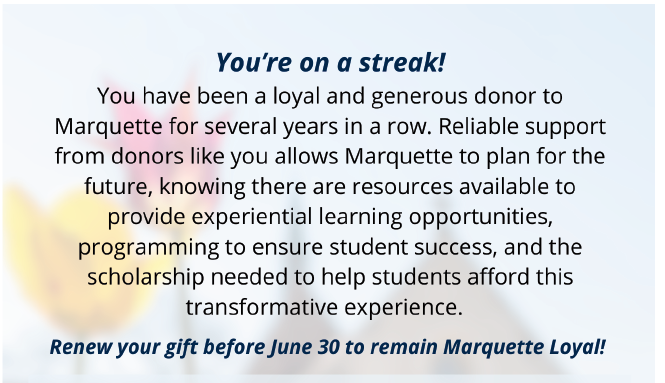 You're on a streak!
You have been a loyal and generous donor to
Marquette for several years in a row. Reliable support
from donors like you allows Marquette to plan for the
future, knowing there are resources available to
provide experiential learning opportunities,
programming to ensure student success, and the
scholarship needed to help students afford this
transformative experience.
Renew your gift before June 30 to remain Marquette Loyal!